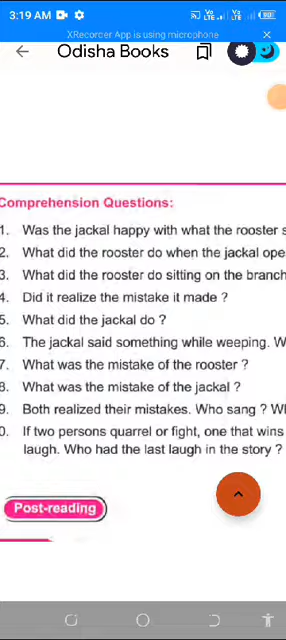 3:19 AM
XRecorder App is using microphone
Odisha Books
Comprehension Questions:
1. Was the jackal happy with what the rooster s
2. What did the rooster do when the jackal ope
3. What did the rooster do sitting on the branch
4. Did it realize the mistake it made ?
5. What did the jackal do ?
6. The jackal said something while weeping. W
7. What was the mistake of the rooster ?
8. What was the mistake of the jackal ?
9. Both realized their mistakes. Who sang ? Wl
0. If two persons quarrel or fight, one that wins
laugh. Who had the last laugh in the story ?
Post-reading